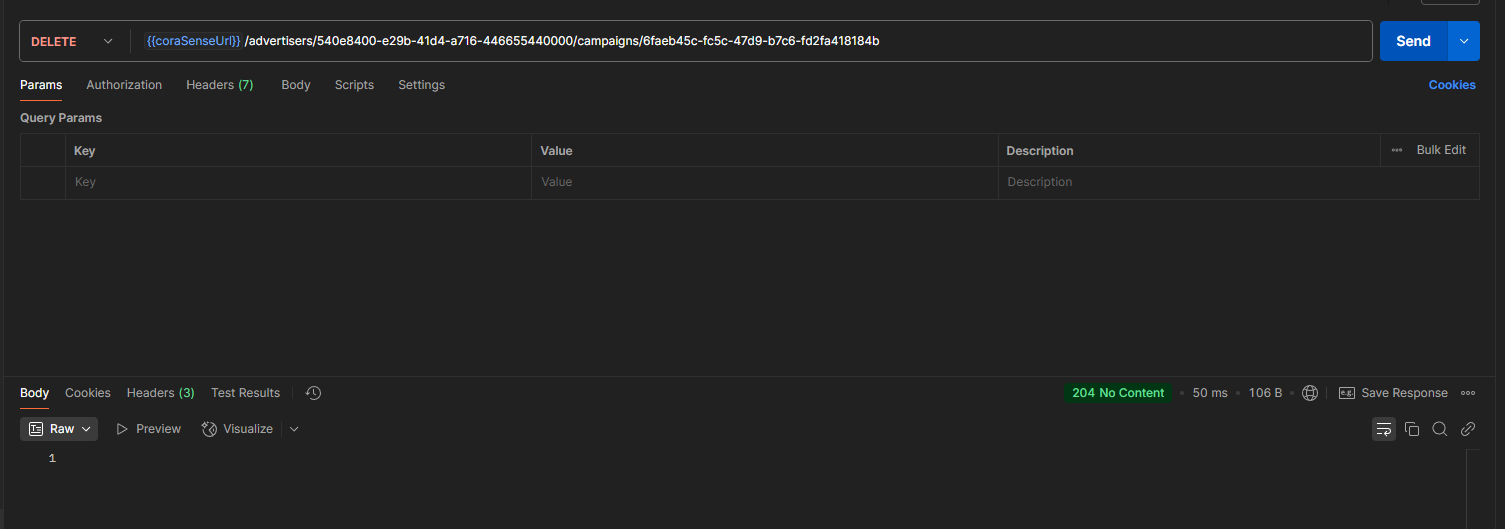 DELETE {{coraSenseUrl}} /advertisers/540e8400-e29b-41d4-a716-446655440000/campaigns/6faeb45c-fc5c-47d9-b7c6-fd2fa418184b Send
Params Authorization Headers (7) Body Scripts Settings Cookies
Query Params
Key Value Description Bulk Edit
Key Value Description
Body Cookies Headers (3) Test Results 204 No Content 50 ms 106 B e.g. Save Response
Raw Preview Visualize
1